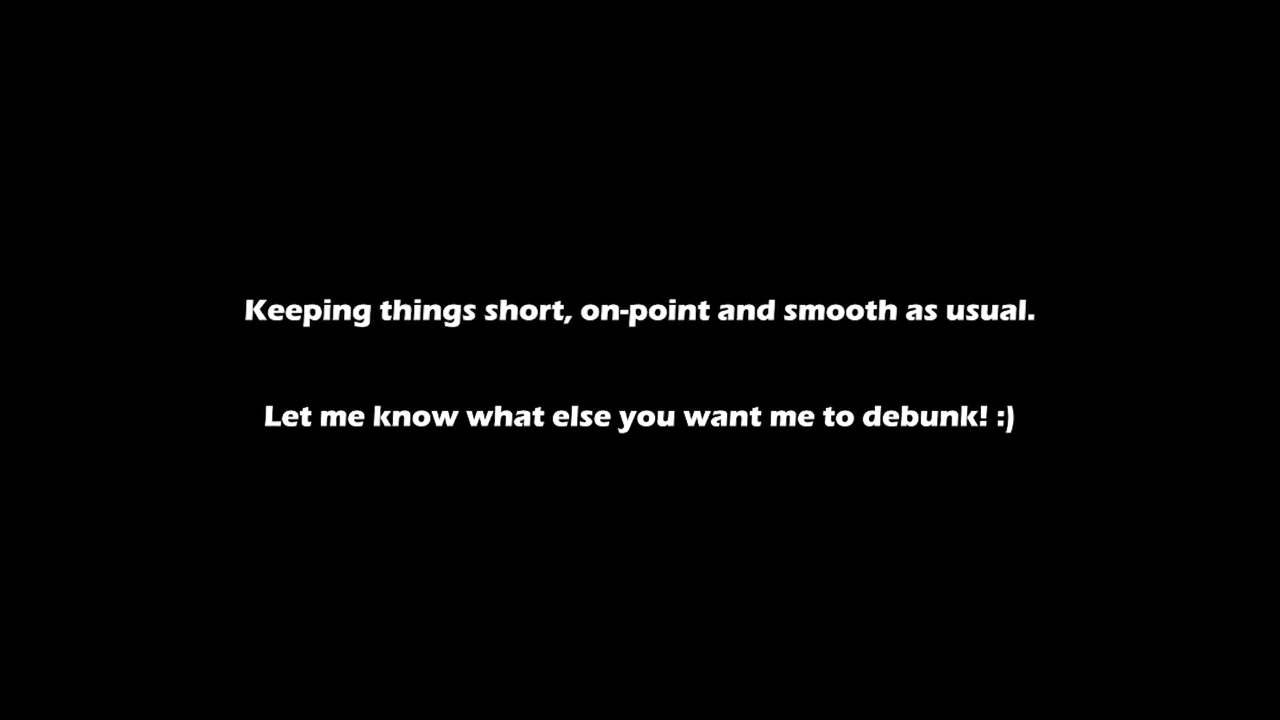 Keeping things short, on-point and smooth as usual.
Let me know what else you want me to debunk! :)